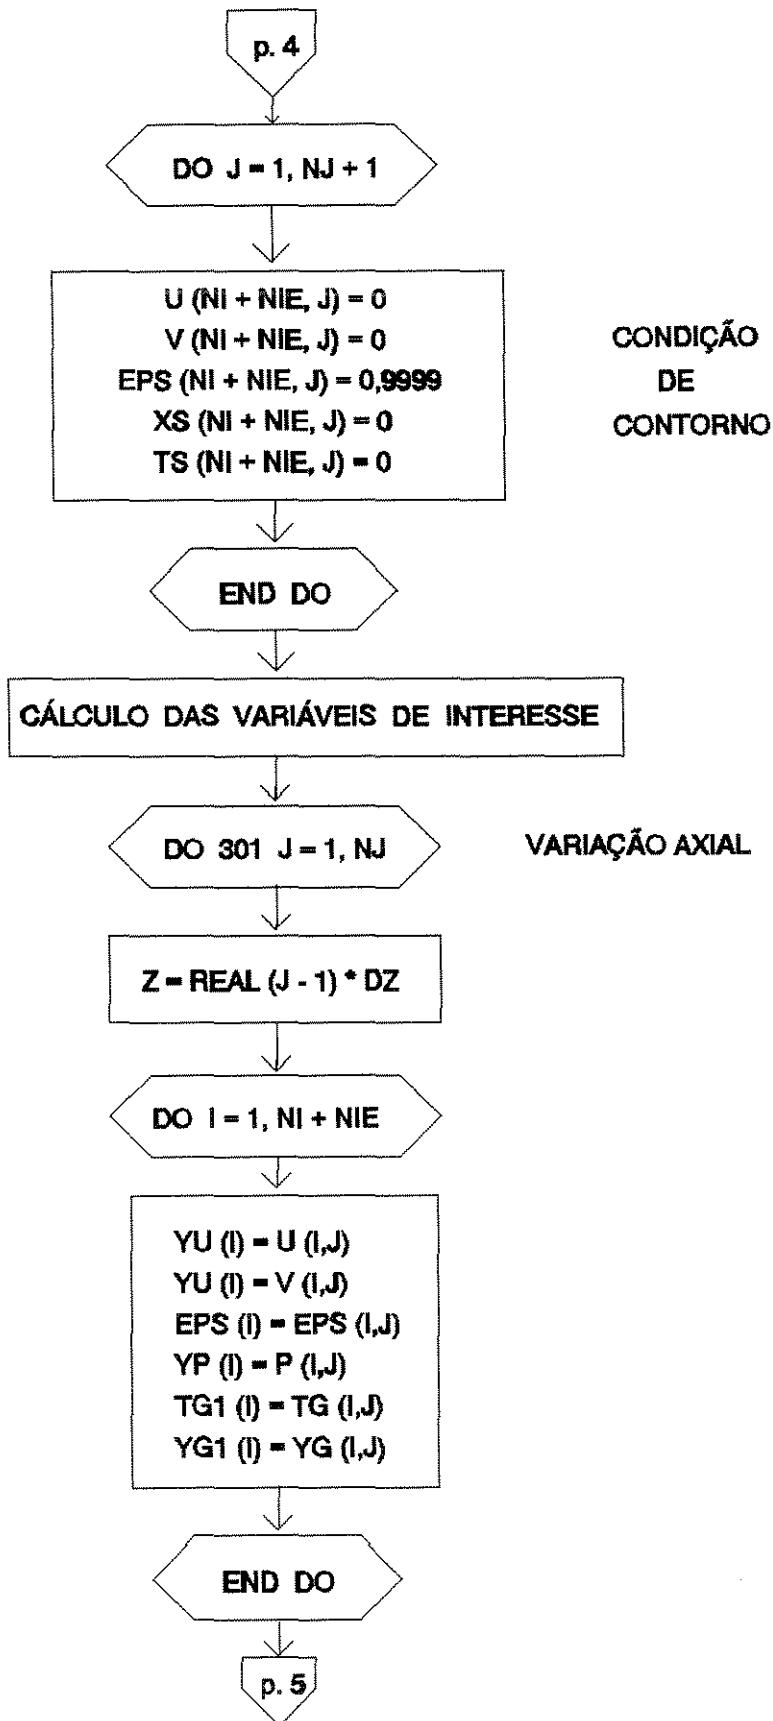 p. 4
DO J = 1, NJ + 1
U (NI + NIE, J) = 0
V (NI + NIE, J) = 0
EPS (NI + NIE, J) = 0,9999
XS (NI + NIE, J) = 0
TS (NI + NIE, J) = 0
CONDIÇÃO
DE
CONTORNO
END DO
CÁLCULO DAS VARIÁVEIS DE INTERESSE
DO 301 J = 1, NJ
VARIAÇÃO AXIAL
Z = REAL (J - 1) * DZ
DO I = 1, NI + NIE
YU (I) = U (I,J)
YU (I) = V (I,J)
EPS (I) = EPS (I,J)
YP (I) = P (I,J)
TG1 (I) = TG (I,J)
YG1 (I) = YG (I,J)
END DO
p. 5